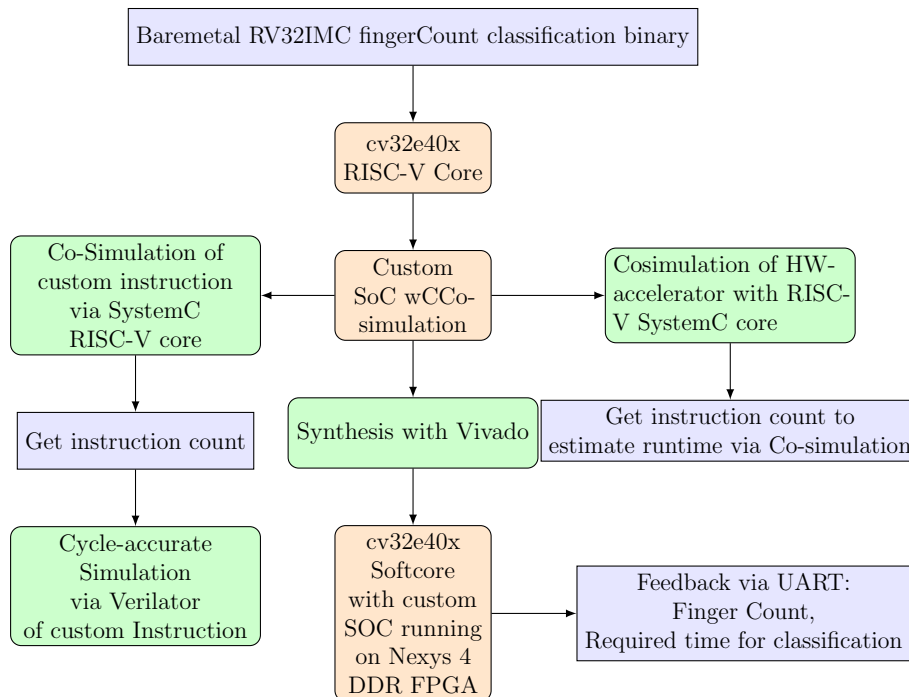 Baremetal RV32IMC fingerCount classification binary
cv32e40x
RISC-V Core
Co-Simulation of
custom instruction
via SystemC
RISC-V core
Custom
SoC wCCo-
simulation
Cosimulation of HW-
accelerator with RISC-
V SystemC core
Get instruction count
Synthesis with Vivado
Get instruction count to
estimate runtime via Co-simulation
Cycle-accurate
Simulation
via Verilator
of custom Instruction
cv32e40x
Softcore
with custom
SOC running
on Nexys 4
DDR FPGA
Feedback via UART:
Finger Count,
Required time for classification